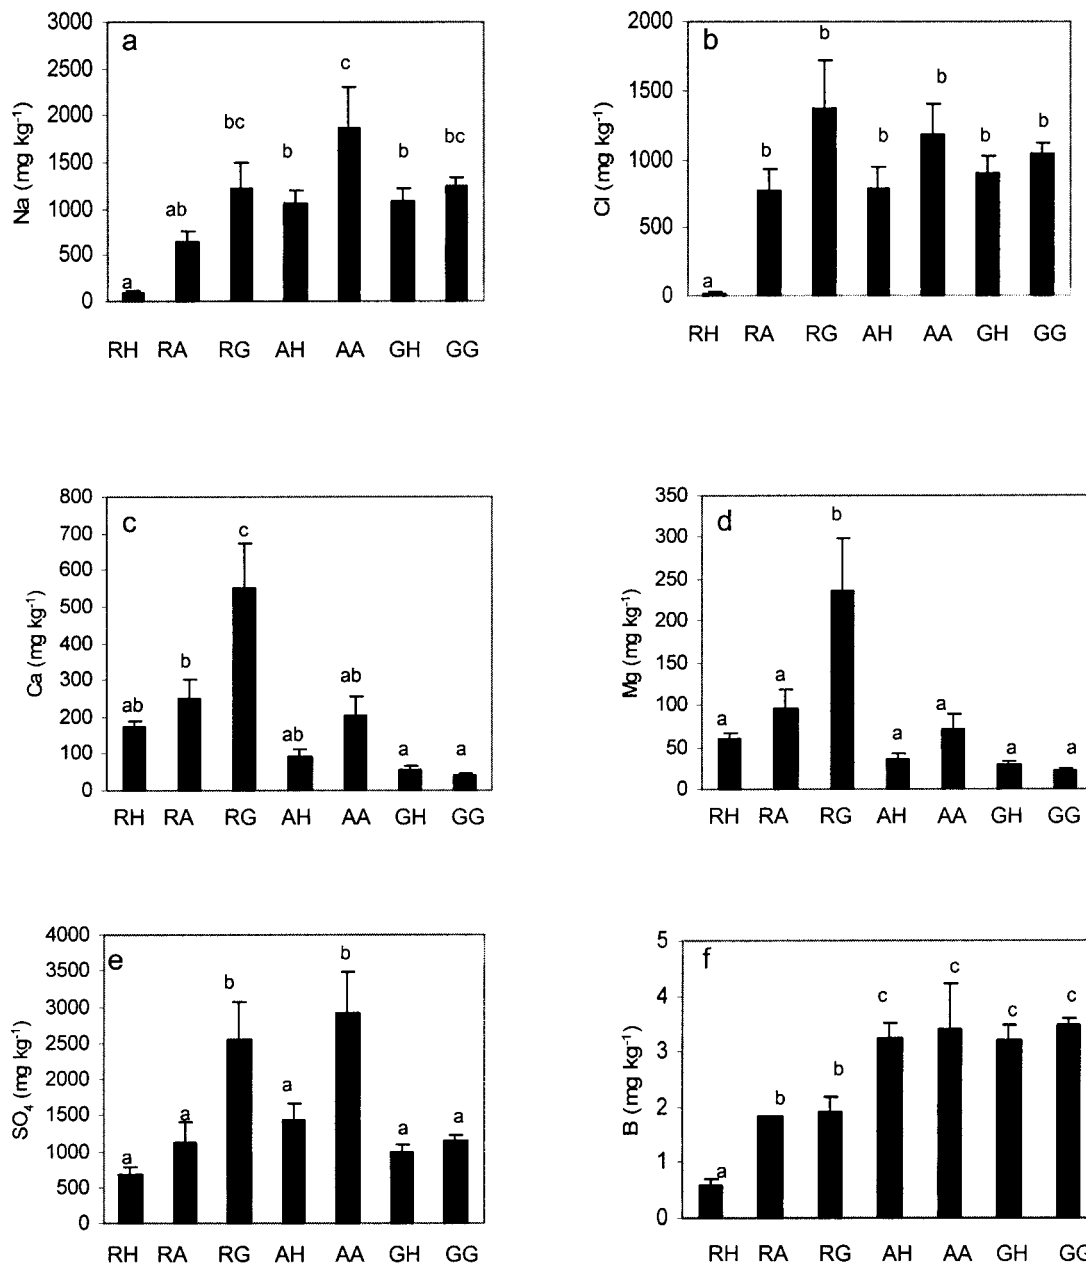 a
Na (mg kg⁻¹)
3000
2500
2000
1500
1000
500
0
a
ab
bc
b
c
b
bc
RH RA RG AH AA GH GG
b
Cl (mg kg⁻¹)
2000
1500
1000
500
0
a
b
b
b
b
b
b
RH RA RG AH AA GH GG
c
Ca (mg kg⁻¹)
800
700
600
500
400
300
200
100
0
ab
b
c
ab
ab
a
a
RH RA RG AH AA GH GG
d
Mg (mg kg⁻¹)
350
300
250
200
150
100
50
0
a
a
b
a
a
a
a
RH RA RG AH AA GH GG
e
SO₄ (mg kg⁻¹)
4000
3500
3000
2500
2000
1500
1000
500
0
a
a
b
a
b
a
a
RH RA RG AH AA GH GG
f
B (mg kg⁻¹)
5
4
3
2
1
0
a
b
b
c
c
c
c
RH RA RG AH AA GH GG